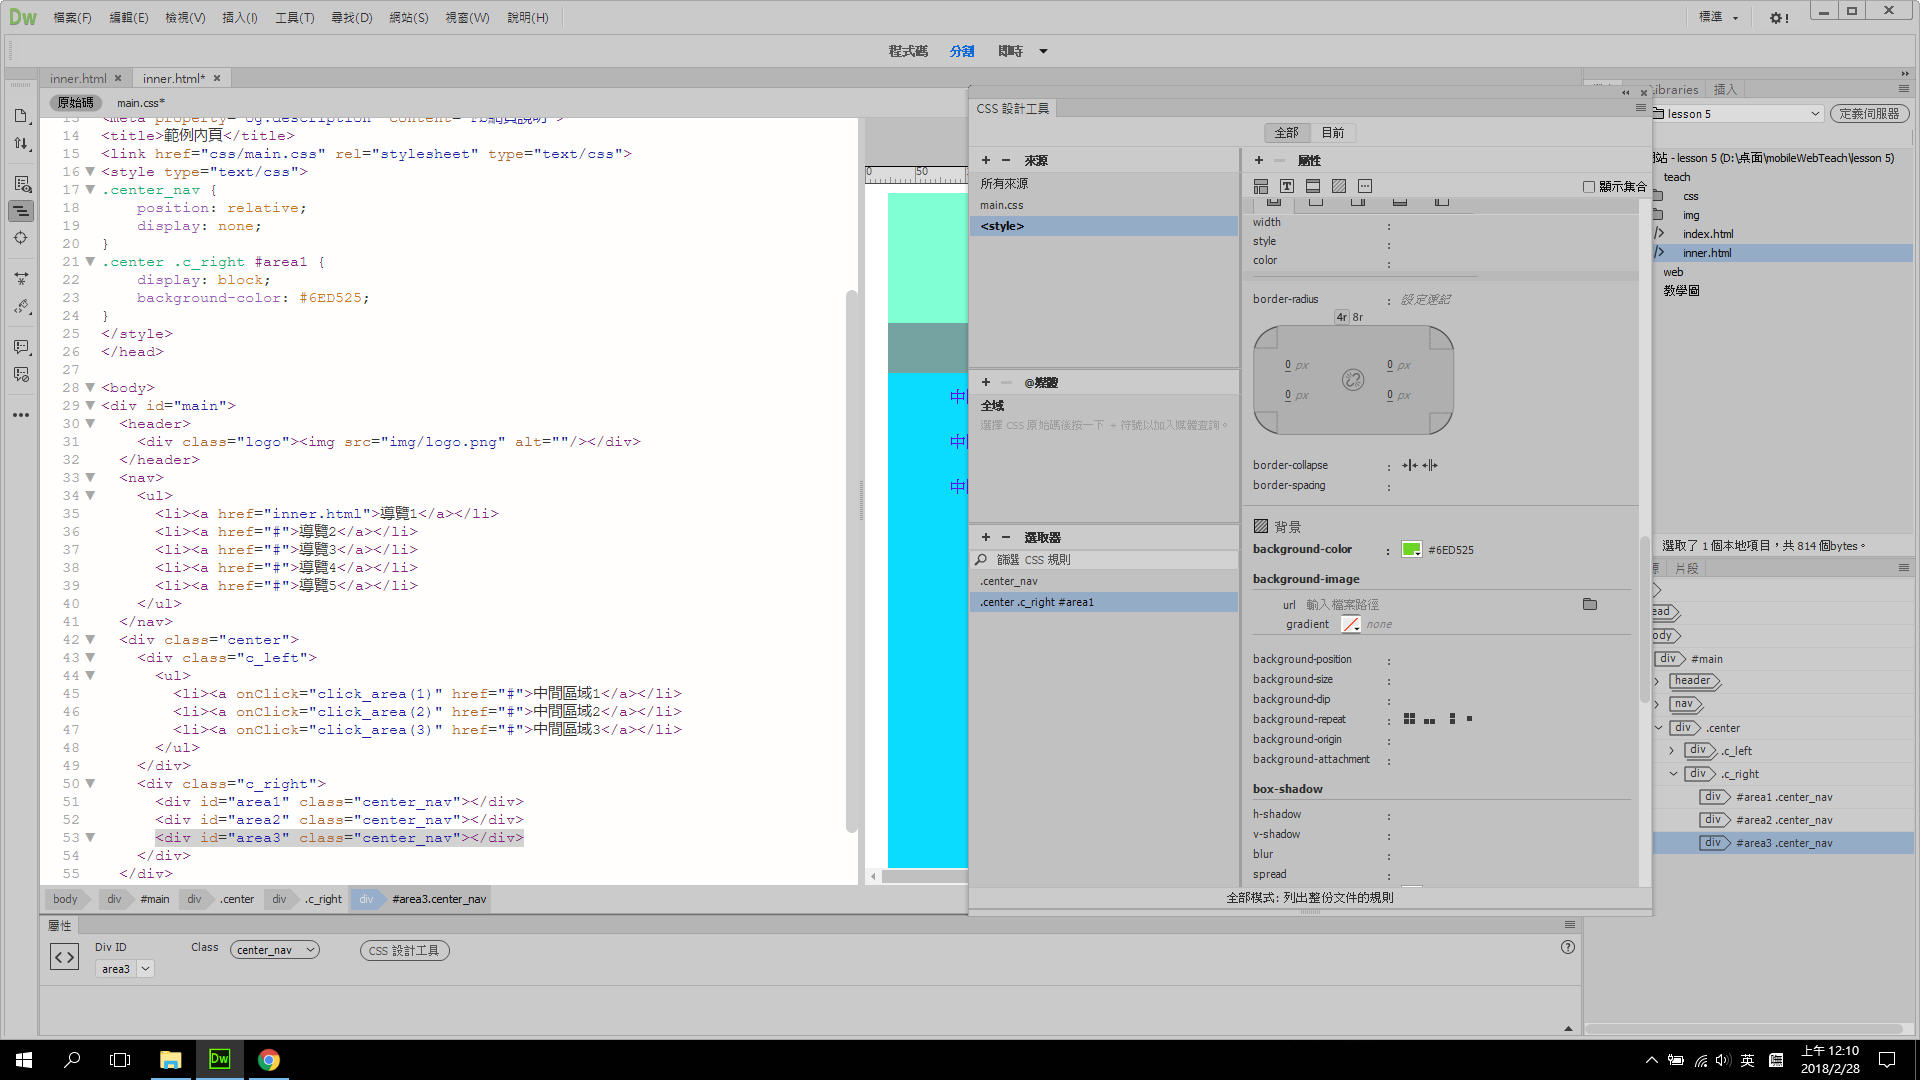 Dw 檔案(F) 編輯(E) 檢視(V) 插入(I) 工具(T) 尋找(D) 網站(S) 視窗(W) 說明(H) 標準
程式碼 分割 即時
inner.html inner.html*
原始碼 main.css*
14 <title>範例內頁</title>
15 <link href="css/main.css" rel="stylesheet" type="text/css">
16 <style type="text/css">
17 .center_nav {
18 position: relative;
19 display: none;
20 }
21 .center .c_right #area1 {
22 display: block;
23 background-color: #6ED525;
24 }
25 </style>
26 </head>
27
28 <body>
29 <div id="main">
30 <header>
31 <div class="logo"><img src="img/logo.png" alt=""/></div>
32 </header>
33 <nav>
34 <ul>
35 <li><a href="inner.html">導覽1</a></li>
36 <li><a href="#">導覽2</a></li>
37 <li><a href="#">導覽3</a></li>
38 <li><a href="#">導覽4</a></li>
39 <li><a href="#">導覽5</a></li>
40 </ul>
41 </nav>
42 <div class="center">
43 <div class="c_left">
44 <ul>
45 <li><a onClick="click_area(1)" href="#">中間區域1</a></li>
46 <li><a onClick="click_area(2)" href="#">中間區域2</a></li>
47 <li><a onClick="click_area(3)" href="#">中間區域3</a></li>
48 </ul>
49 </div>
50 <div class="c_right">
51 <div id="area1" class="center_nav"></div>
52 <div id="area2" class="center_nav"></div>
53 <div id="area3" class="center_nav"></div>
54 </div>
55 </div>
body div #main div .center div .c_right div #area3.center_nav
0 50
中
中
中
CSS 設計工具
全部 目前
來源
所有來源
main.css
<style>
@媒體
全域
選擇 CSS 原始碼後按一下 + 符號以加入媒體查詢。
選取器
篩選 CSS 規則
.center_nav
.center .c_right #area1
屬性
顯示集合
width :
style
color :
border-radius : 設定速記
4r 8r
0 px 0 px
0 px 0 px
border-collapse :
border-spacing :
背景
background-color : #6ED525
background-image
url 輸入檔案路徑
gradient none
background-position :
background-size :
background-clip :
background-repeat :
background-origin :
background-attachment :
box-shadow
h-shadow :
v-shadow :
blur :
spread :
全部模式: 列出整份文件的規則
Libraries 插入
lesson 5 定義伺服器
站 - lesson 5 (D:\桌面\mobileWebTeach\lesson 5)
teach
css
img
index.html
inner.html
web
教學圖
選取了 1 個本地項目，共 814 個bytes。
片段
ead
ody
div #main
header
nav
div .center
div .c_left
div .c_right
div #area1 .center_nav
div #area2 .center_nav
div #area3 .center_nav
屬性
Div ID
area3
Class center_nav CSS 設計工具
Dw
英
上午 12:10
2018/2/28